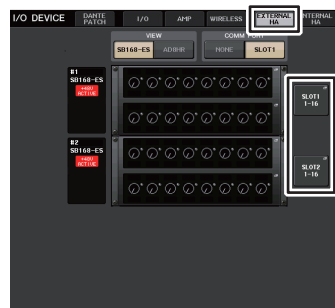 I/O DEVICE
DANTE PATCH
I/O
AMP
WIRELESS
EXTERNAL HA
INTERNAL HA
VIEW
SB168-ES
AD8HR
COMM PORT
NONE
SLOT1
#1
SB168-ES
+48V ACTIVE
#2
SB168-ES
+48V ACTIVE
SLOT1
1-16
SLOT2
1-16